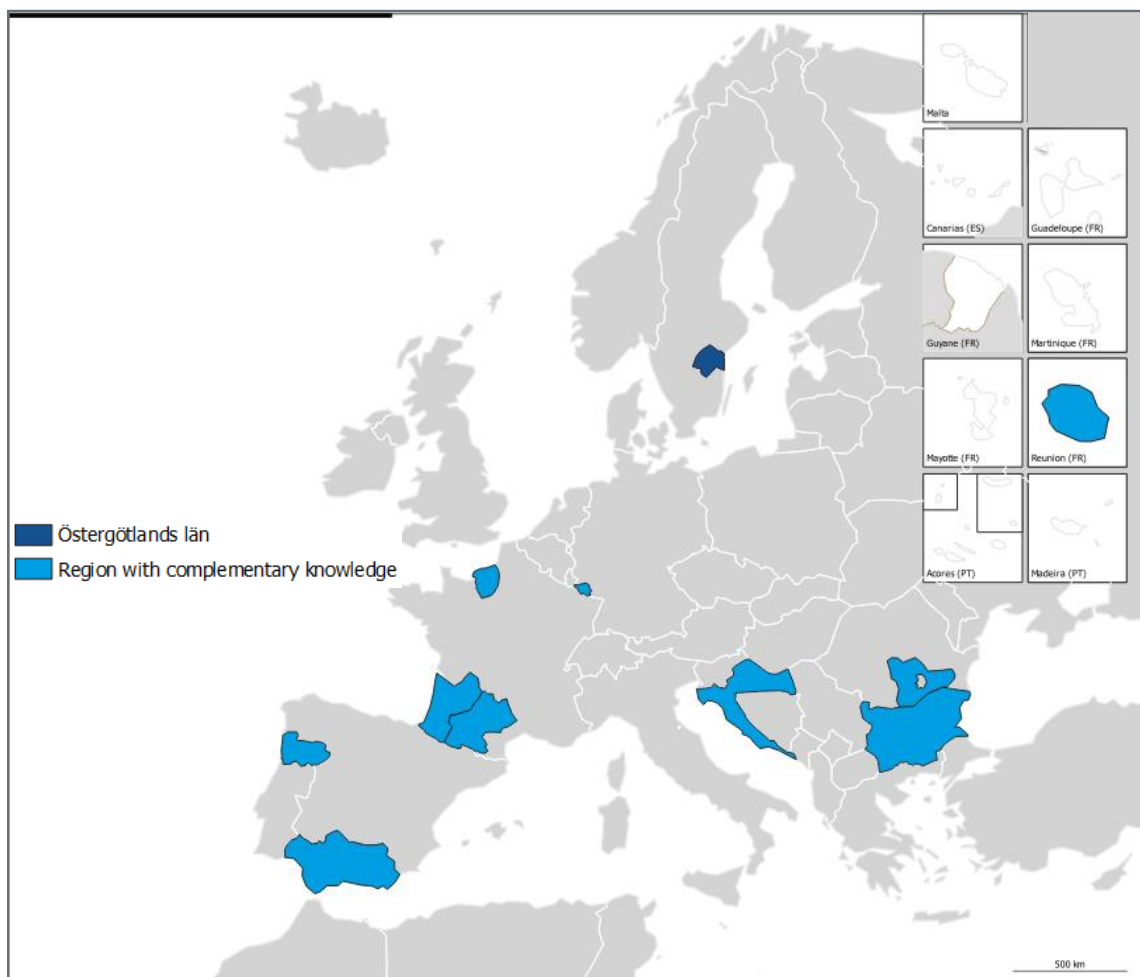 Malta
Canarias (ES)
Guadeloupe (FR)
Guyane (FR)
Martinique (FR)
Mayotte (FR)
Reunion (FR)
Östergötlands län
Region with complementary knowledge
Acores (PT)
Madeira (PT)
500 km